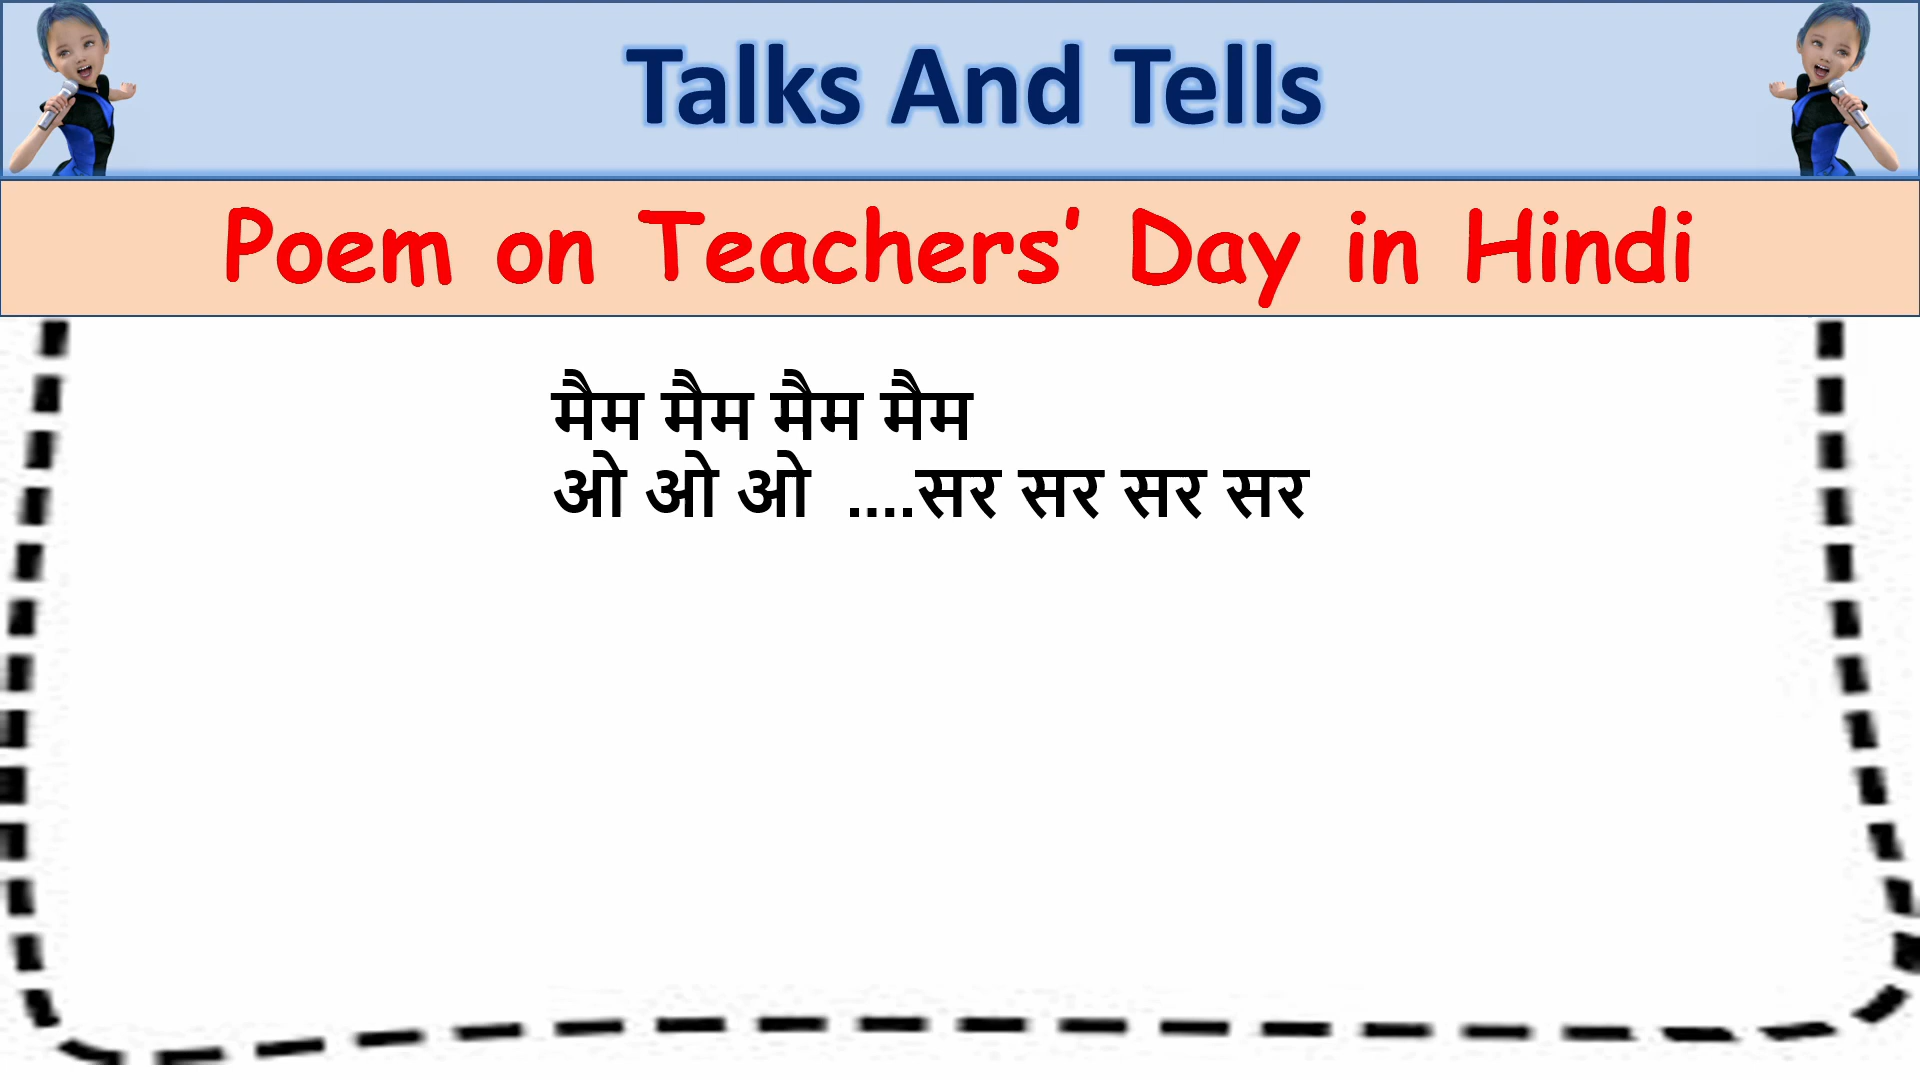 Talks And Tells
Poem on Teachers’ Day in Hindi
मैम मैम मैम मैम
ओ ओ ओ ....सर सर सर सर